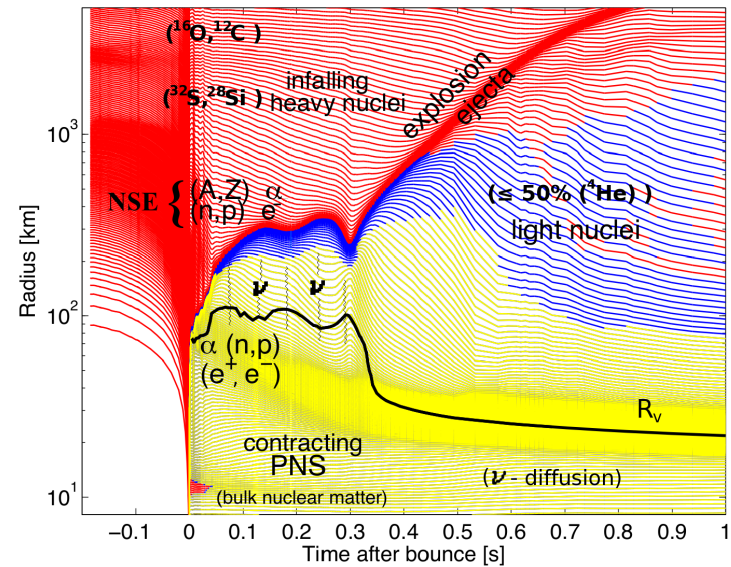 (¹⁶O,¹²C )
(³²S,²⁸Si )
infalling
heavy nuclei
explosion
ejecta
NSE { (A,Z) α
(n,p) e⁻
(≤ 50% (⁴He) )
light nuclei
ν ν
α (n,p)
(e⁺, e⁻)
Rᵥ
contracting
PNS
(ν - diffusion)
(bulk nuclear matter)
Radius [km]
10³
10²
10¹
−0.1 0 0.1 0.2 0.3 0.4 0.5 0.6 0.7 0.8 0.9 1
Time after bounce [s]